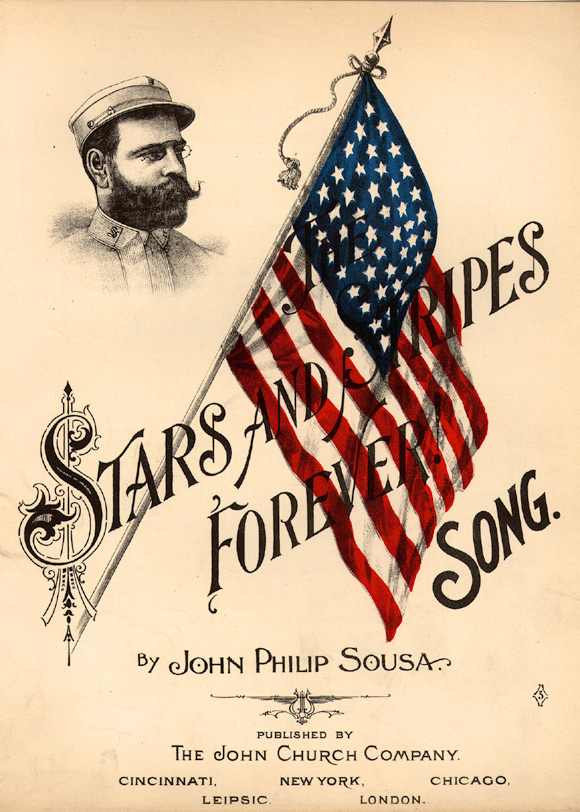 THE
STARS AND STRIPES
FOREVER!
SONG.
BY JOHN PHILIP SOUSA.
5
PUBLISHED BY
THE JOHN CHURCH COMPANY.
CINCINNATI, NEW YORK, CHICAGO,
LEIPSIC. LONDON.